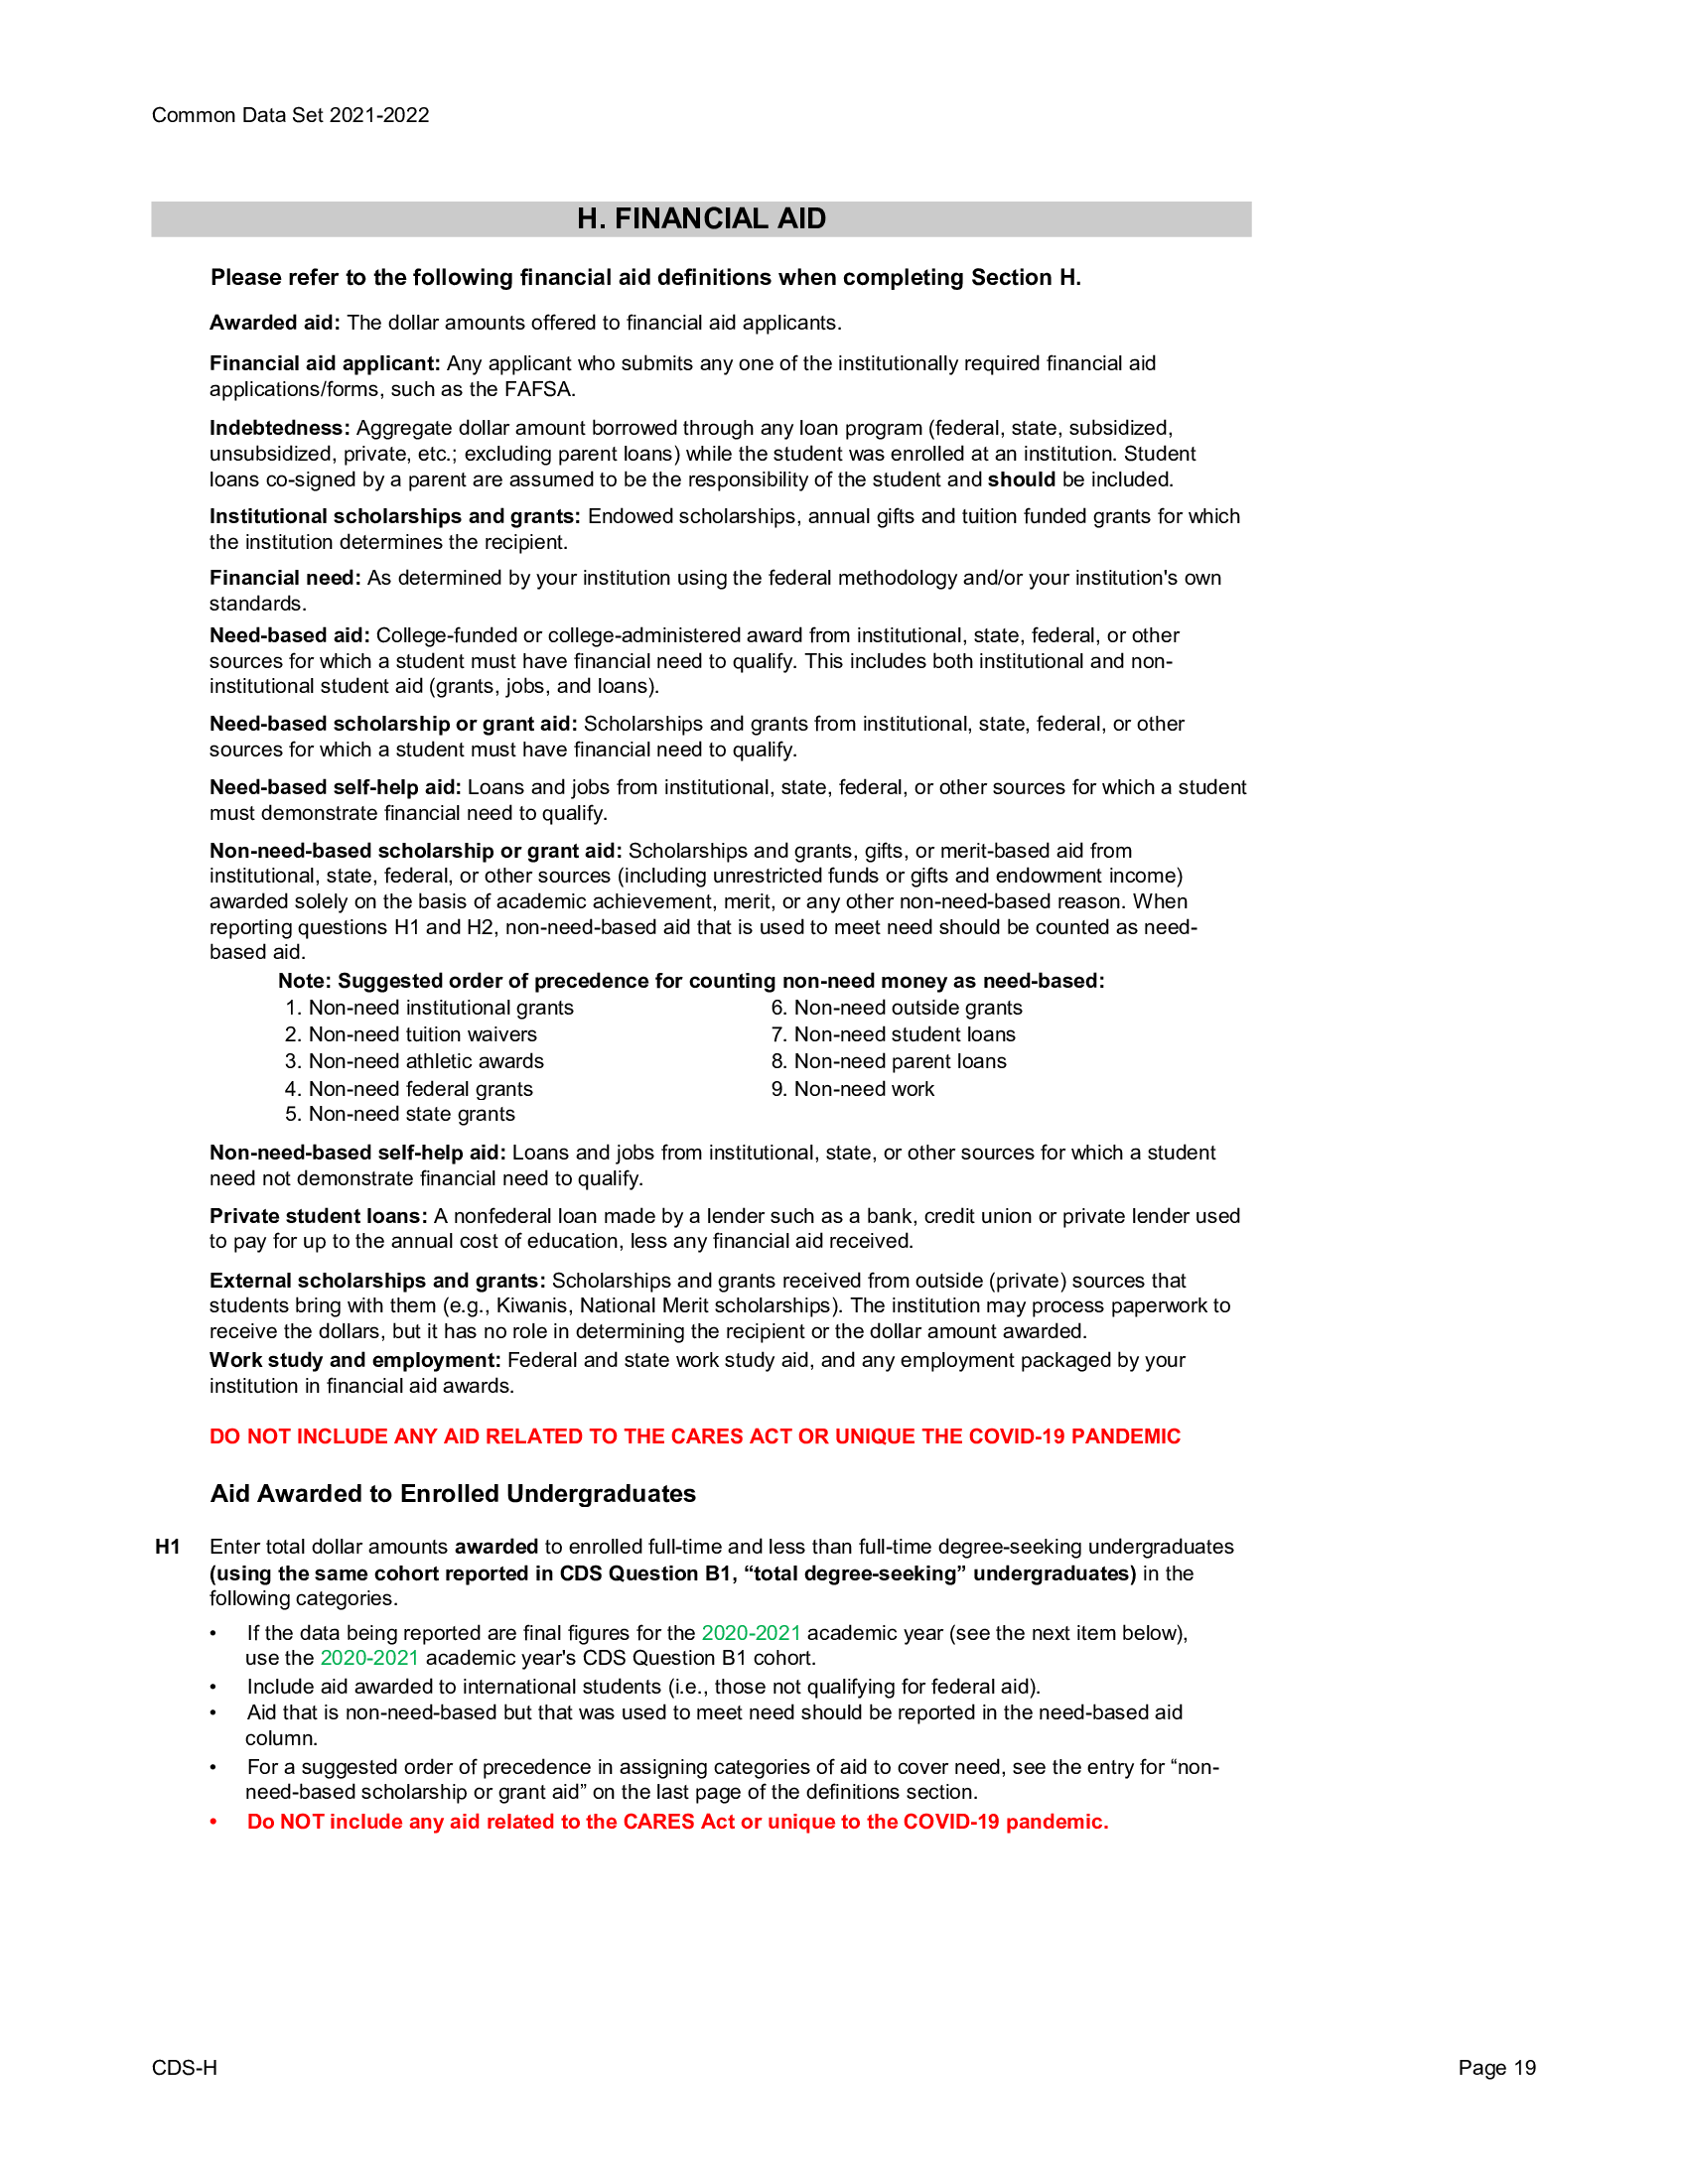 Common Data Set 2021-2022
H. FINANCIAL AID
Please refer to the following financial aid definitions when completing Section H.
Awarded aid: The dollar amounts offered to financial aid applicants.
Financial aid applicant: Any applicant who submits any one of the institutionally required financial aid
applications/forms, such as the FAFSA.
Indebtedness: Aggregate dollar amount borrowed through any loan program (federal, state, subsidized,
unsubsidized, private, etc.; excluding parent loans) while the student was enrolled at an institution. Student
loans co-signed by a parent are assumed to be the responsibility of the student and should be included.
Institutional scholarships and grants: Endowed scholarships, annual gifts and tuition funded grants for which
the institution determines the recipient.
Financial need: As determined by your institution using the federal methodology and/or your institution's own
standards.
Need-based aid: College-funded or college-administered award from institutional, state, federal, or other
sources for which a student must have financial need to qualify. This includes both institutional and non-
institutional student aid (grants, jobs, and loans).
Need-based scholarship or grant aid: Scholarships and grants from institutional, state, federal, or other
sources for which a student must have financial need to qualify.
Need-based self-help aid: Loans and jobs from institutional, state, federal, or other sources for which a student
must demonstrate financial need to qualify.
Non-need-based scholarship or grant aid: Scholarships and grants, gifts, or merit-based aid from
institutional, state, federal, or other sources (including unrestricted funds or gifts and endowment income)
awarded solely on the basis of academic achievement, merit, or any other non-need-based reason. When
reporting questions H1 and H2, non-need-based aid that is used to meet need should be counted as need-
based aid.
Note: Suggested order of precedence for counting non-need money as need-based:
1. Non-need institutional grants
2. Non-need tuition waivers
3. Non-need athletic awards
4. Non-need federal grants
5. Non-need state grants
6. Non-need outside grants
7. Non-need student loans
8. Non-need parent loans
9. Non-need work
Non-need-based self-help aid: Loans and jobs from institutional, state, or other sources for which a student
need not demonstrate financial need to qualify.
Private student loans: A nonfederal loan made by a lender such as a bank, credit union or private lender used
to pay for up to the annual cost of education, less any financial aid received.
External scholarships and grants: Scholarships and grants received from outside (private) sources that
students bring with them (e.g., Kiwanis, National Merit scholarships). The institution may process paperwork to
receive the dollars, but it has no role in determining the recipient or the dollar amount awarded.
Work study and employment: Federal and state work study aid, and any employment packaged by your
institution in financial aid awards.
DO NOT INCLUDE ANY AID RELATED TO THE CARES ACT OR UNIQUE THE COVID-19 PANDEMIC
Aid Awarded to Enrolled Undergraduates
H1 Enter total dollar amounts awarded to enrolled full-time and less than full-time degree-seeking undergraduates
(using the same cohort reported in CDS Question B1, “total degree-seeking” undergraduates) in the
following categories.
• If the data being reported are final figures for the 2020-2021 academic year (see the next item below),
use the 2020-2021 academic year's CDS Question B1 cohort.
• Include aid awarded to international students (i.e., those not qualifying for federal aid).
• Aid that is non-need-based but that was used to meet need should be reported in the need-based aid
column.
• For a suggested order of precedence in assigning categories of aid to cover need, see the entry for “non-
need-based scholarship or grant aid” on the last page of the definitions section.
• Do NOT include any aid related to the CARES Act or unique to the COVID-19 pandemic.
CDS-H
Page 19